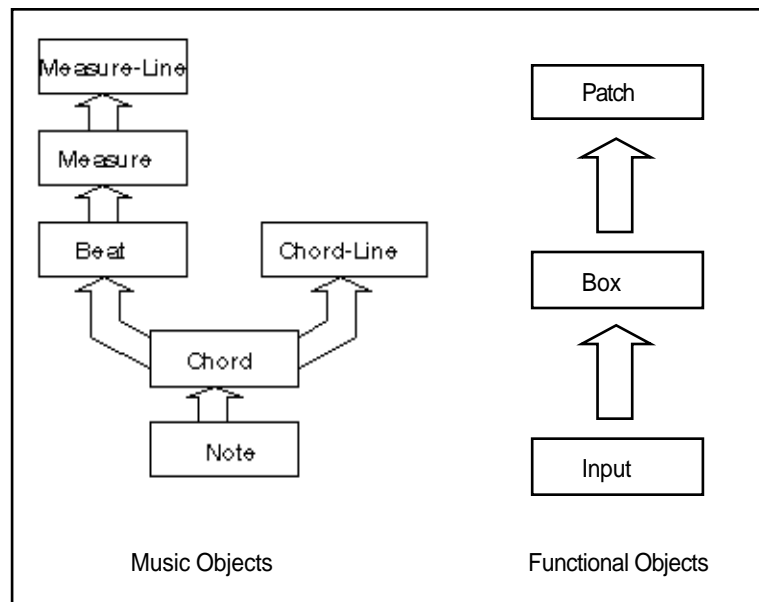 Measure-Line
Measure
Beat
Chord-Line
Chord
Note
Music Objects
Patch
Box
Input
Functional Objects